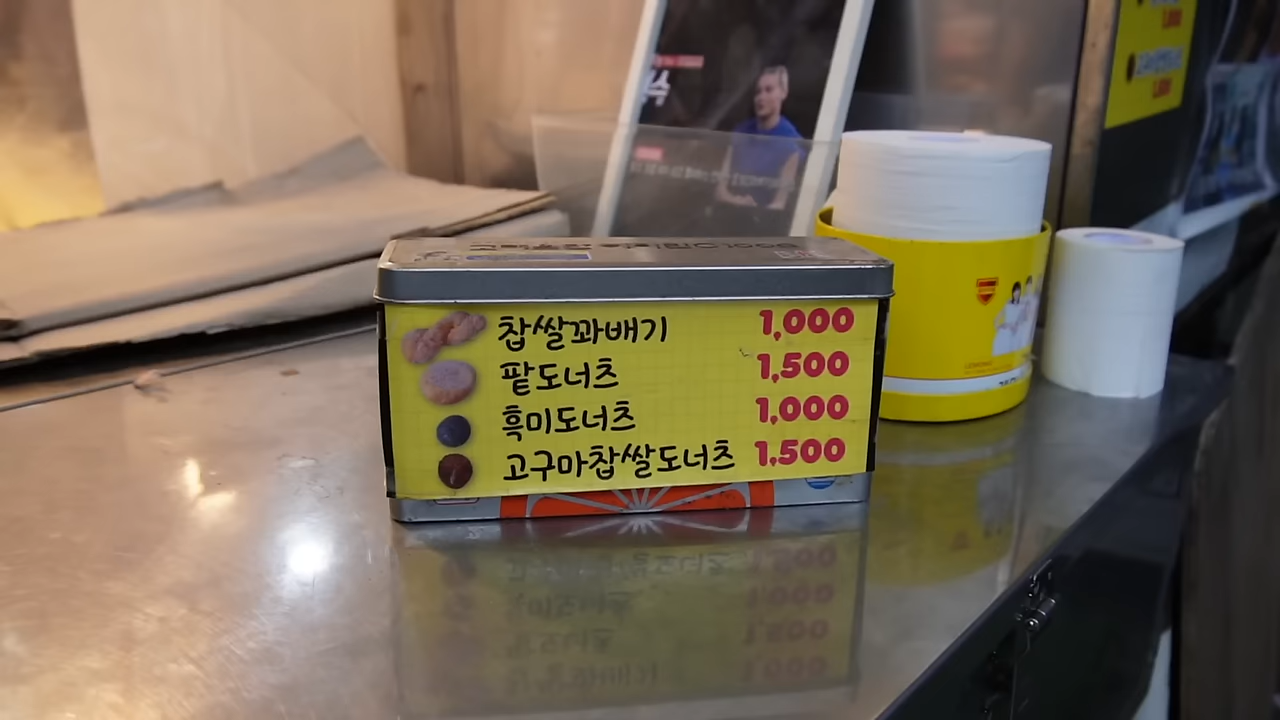 찹쌀꽈배기 1,000
팥도너츠 1,500
흑미도너츠 1,000
고구마찹쌀도너츠 1,500